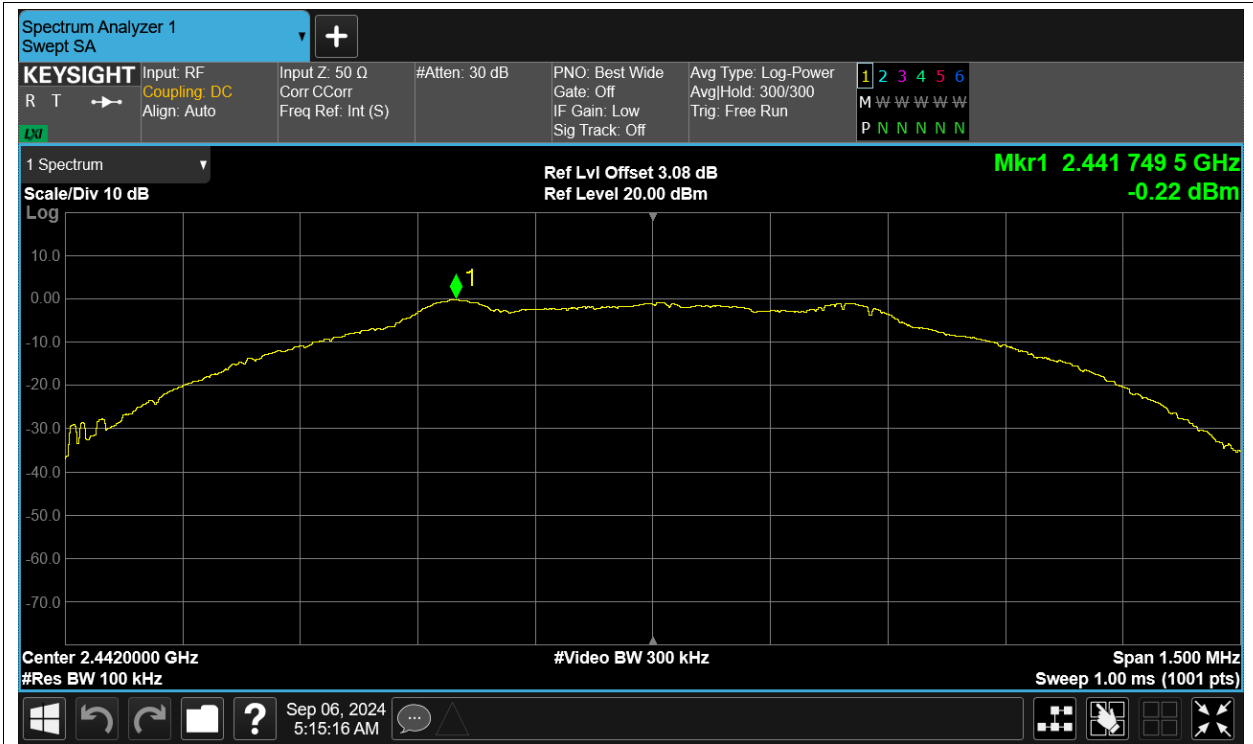 Spectrum Analyzer 1
Swept SA
KEYSIGHT
R T
LXI
Input: RF
Coupling: DC
Align: Auto
Input Z: 50 Ω
Corr CCorr
Freq Ref: Int (S)
#Atten: 30 dB
PNO: Best Wide
Gate: Off
IF Gain: Low
Sig Track: Off
Avg Type: Log-Power
Avg|Hold: 300/300
Trig: Free Run
1 2 3 4 5 6
M W W W W W
P N N N N N
1 Spectrum
Scale/Div 10 dB
Log
Ref Lvl Offset 3.08 dB
Ref Level 20.00 dBm
Mkr1 2.441 749 5 GHz
-0.22 dBm
10.0
0.00
-10.0
-20.0
-30.0
-40.0
-50.0
-60.0
-70.0
1
Center 2.4420000 GHz
#Res BW 100 kHz
#Video BW 300 kHz
Span 1.500 MHz
Sweep 1.00 ms (1001 pts)
?
Sep 06, 2024
5:15:16 AM